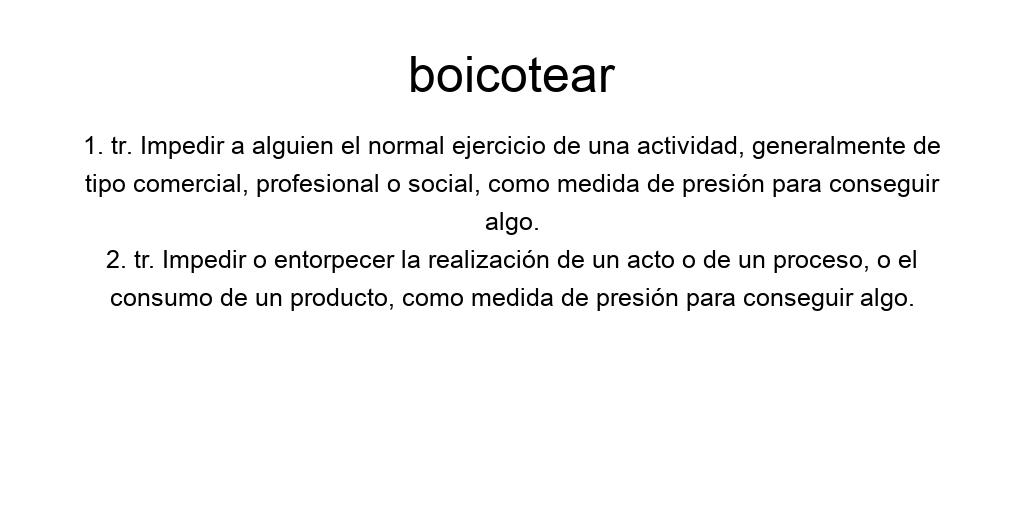 boicotear
1. tr. Impedir a alguien el normal ejercicio de una actividad, generalmente de
tipo comercial, profesional o social, como medida de presión para conseguir
algo.
2. tr. Impedir o entorpecer la realización de un acto o de un proceso, o el
consumo de un producto, como medida de presión para conseguir algo.